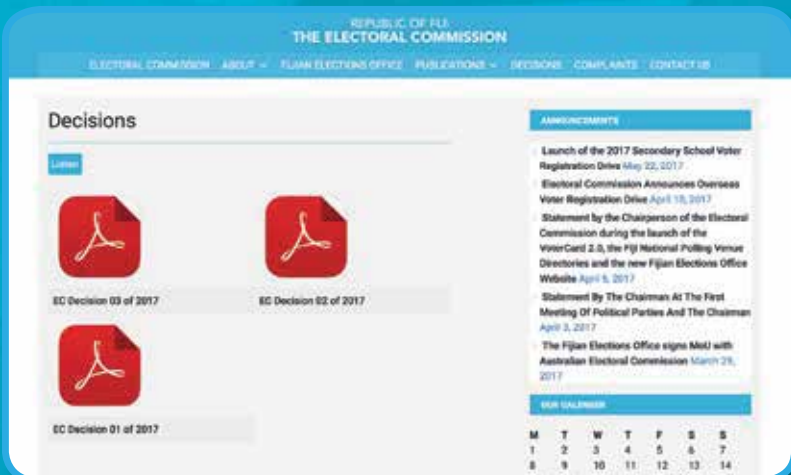 REPUBLIC OF FIJI
THE ELECTORAL COMMISSION
ELECTORAL COMMISSION ABOUT FIJIAN ELECTIONS OFFICE PUBLICATIONS DECISIONS COMPLAINTS CONTACT US
Decisions
Listen
EC Decision 03 of 2017
EC Decision 02 of 2017
EC Decision 01 of 2017
ANNOUNCEMENTS
Launch of the 2017 Secondary School Voter
Registration Drive May 22, 2017
Electoral Commission Announces Overseas
Voter Registration Drive April 10, 2017
Statement by the Chairperson of the Electoral
Commission during the launch of the
VoterCard 2.0, the Fiji National Polling Venue
Directories and the new Fijian Elections Office
Website April 5, 2017
Statement By The Chairman At The First
Meeting Of Political Parties And The Chairman
April 3, 2017
The Fijian Elections Office signs MoU with
Australian Electoral Commission March 29,
2017
OUR CALENDER
M T W T F S S
1 2 3 4 5 6 7
8 9 10 11 12 13 14